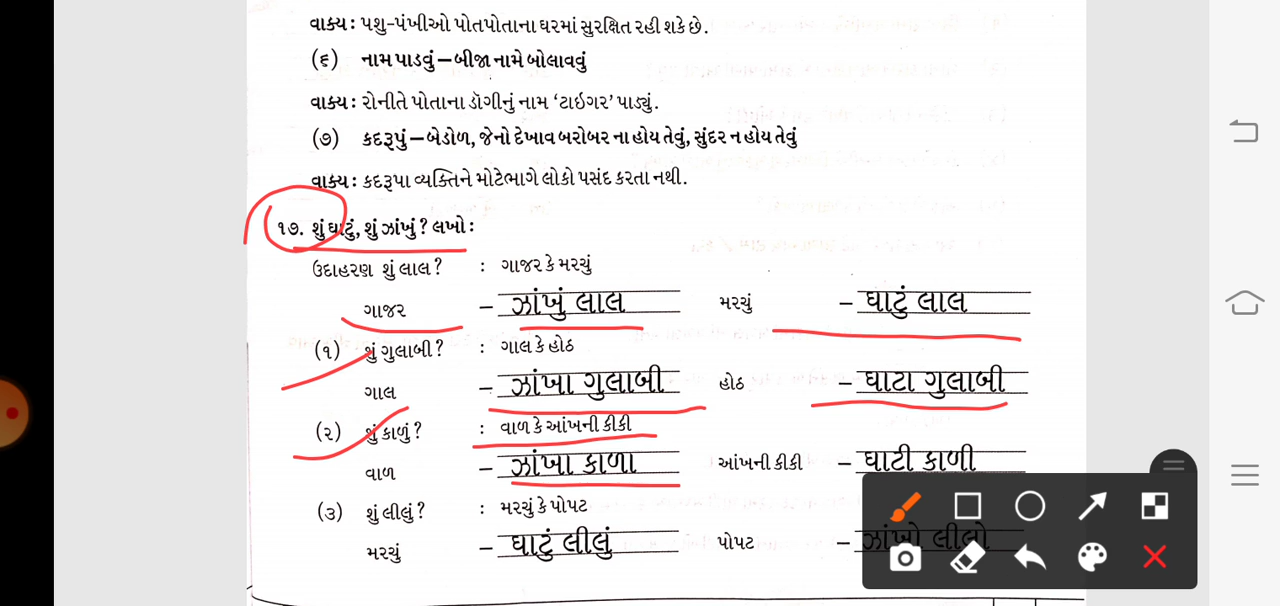 વાક્ય : પશુ-પંખીઓ પોતપોતાના ઘરમાં સુરક્ષિત રહી શકે છે.
(૬) નામ પાડવું – બીજા નામે બોલાવવું
વાક્ય : રોનીતે પોતાના ડૉગીનું નામ ‘ટાઇગર’ પાડ્યું.
(૭) કદરૂપું – બેડોળ, જેનો દેખાવ બરોબર ના હોય તેવું, સુંદર ન હોય તેવું
વાક્ય : કદરૂપા વ્યક્તિને મોટેભાગે લોકો પસંદ કરતા નથી.
૧૭. શું ઘાટું, શું ઝાંખું? લખો :
ઉદાહરણ શું લાલ? : ગાજર કે મરચું
ગાજર – ઝાંખું લાલ મરચું – ઘાટું લાલ
(૧) શું ગુલાબી? : ગાલ કે હોઠ
ગાલ – ઝાંખા ગુલાબી હોઠ – ઘાટા ગુલાબી
(૨) શું કાળું? : વાળ કે આંખની કીકી
વાળ – ઝાંખા કાળા આંખની કીકી – ઘાટી કાળી
(૩) શું લીલું? : મરચું કે પોપટ
મરચું – ઘાટું લીલું પોપટ – ઝાંખો લીલો